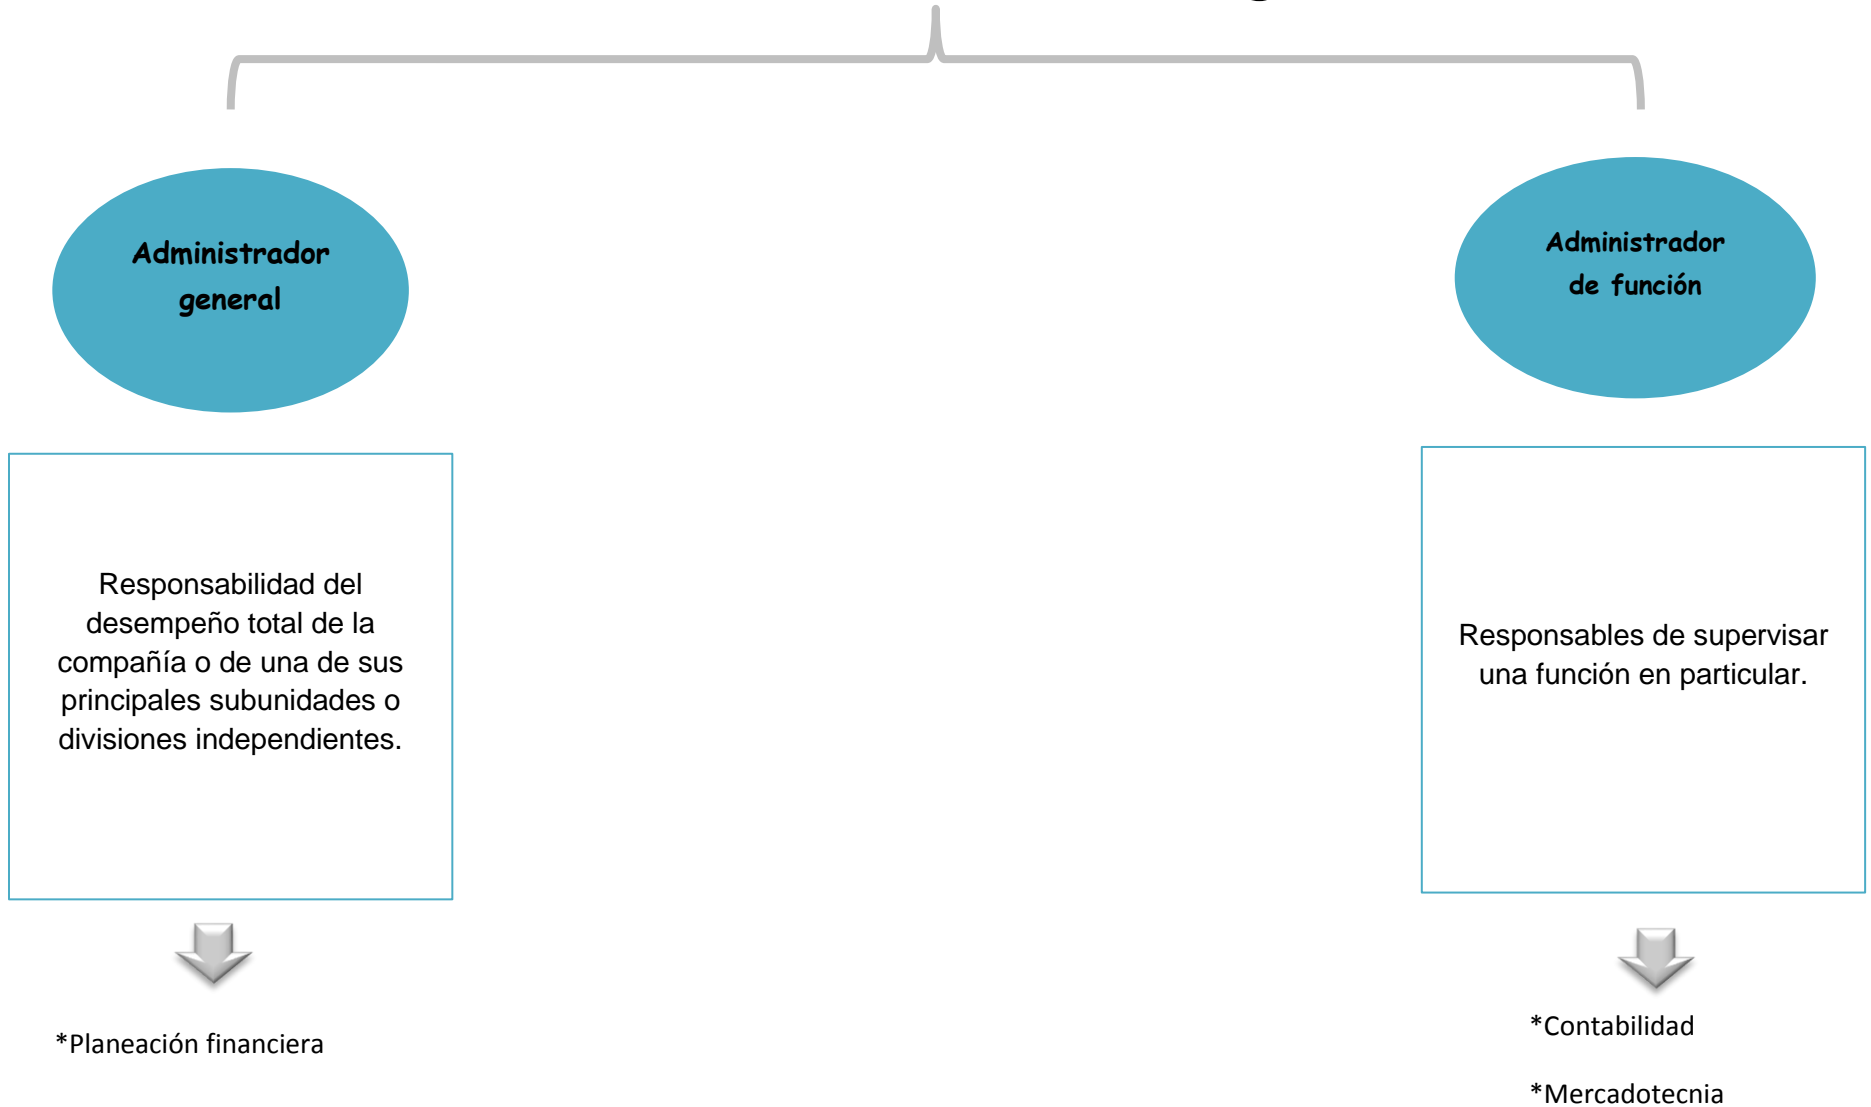 Administrador
general
Responsabilidad del
desempeño total de la
compañía o de una de sus
principales subunidades o
divisiones independientes.
*Planeación financiera
Administrador
de función
Responsables de supervisar
una función en particular.
*Contabilidad
*Mercadotecnia